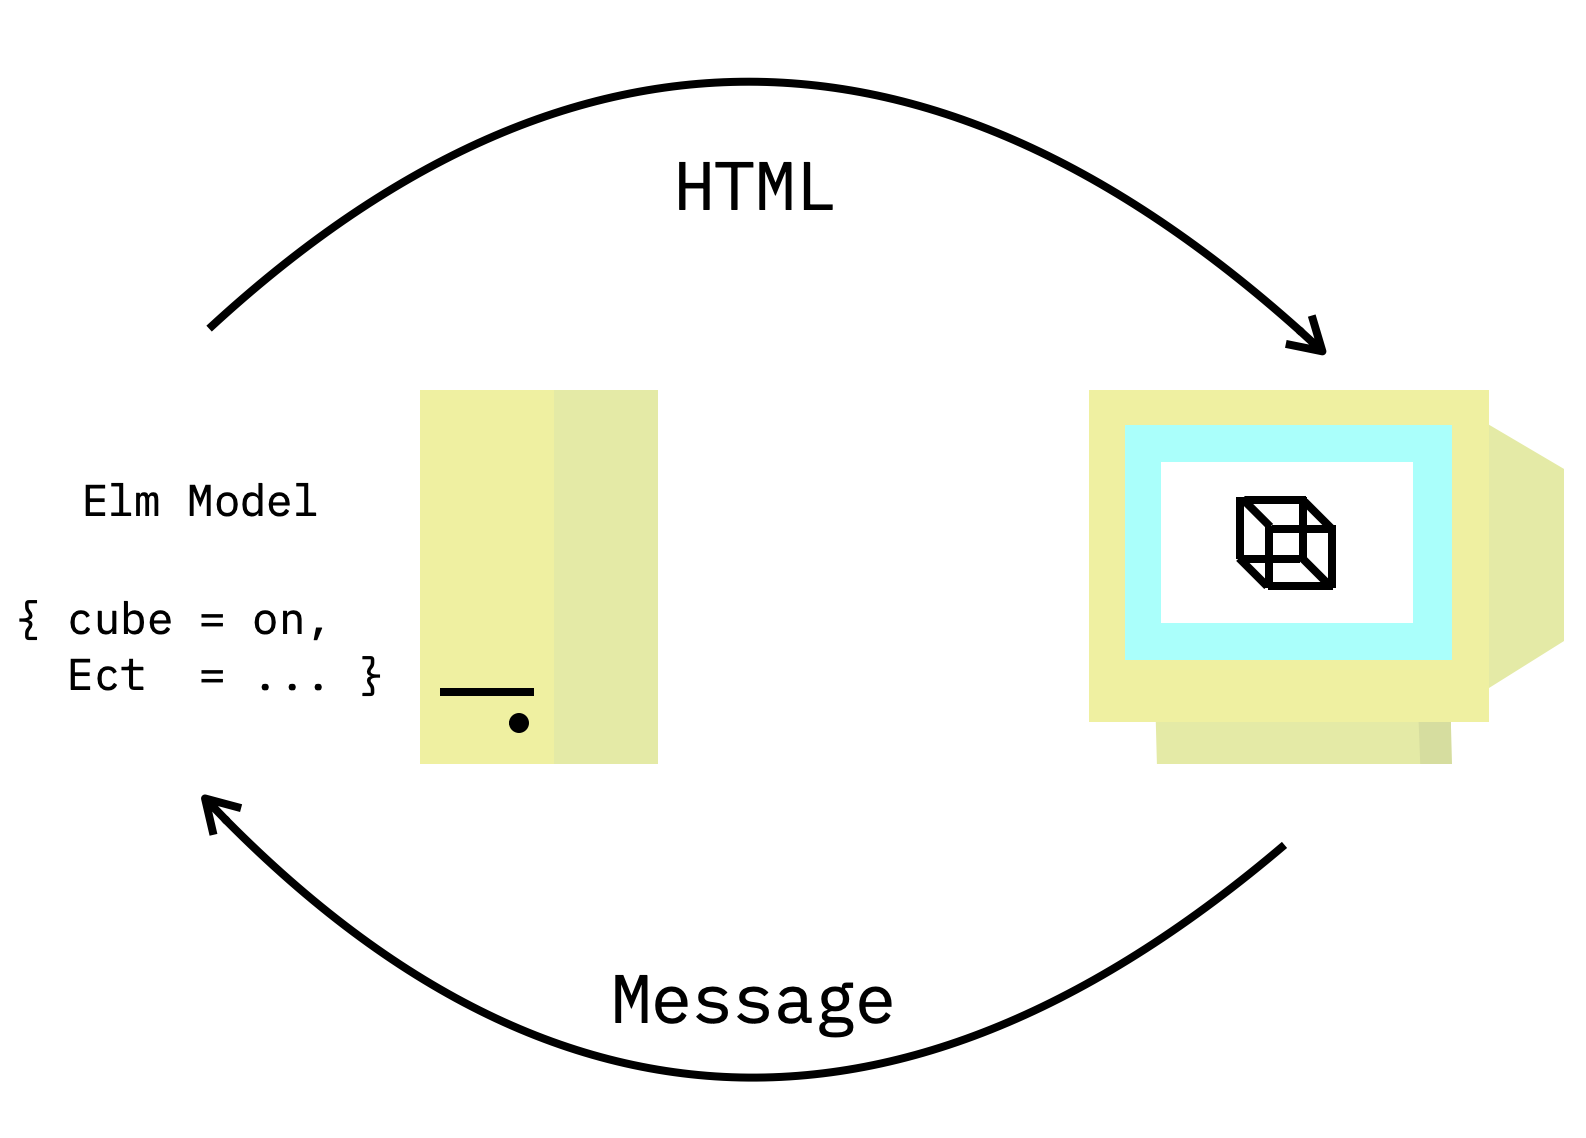 HTML
Elm Model
{ cube = on,
Ect = ... }
Message